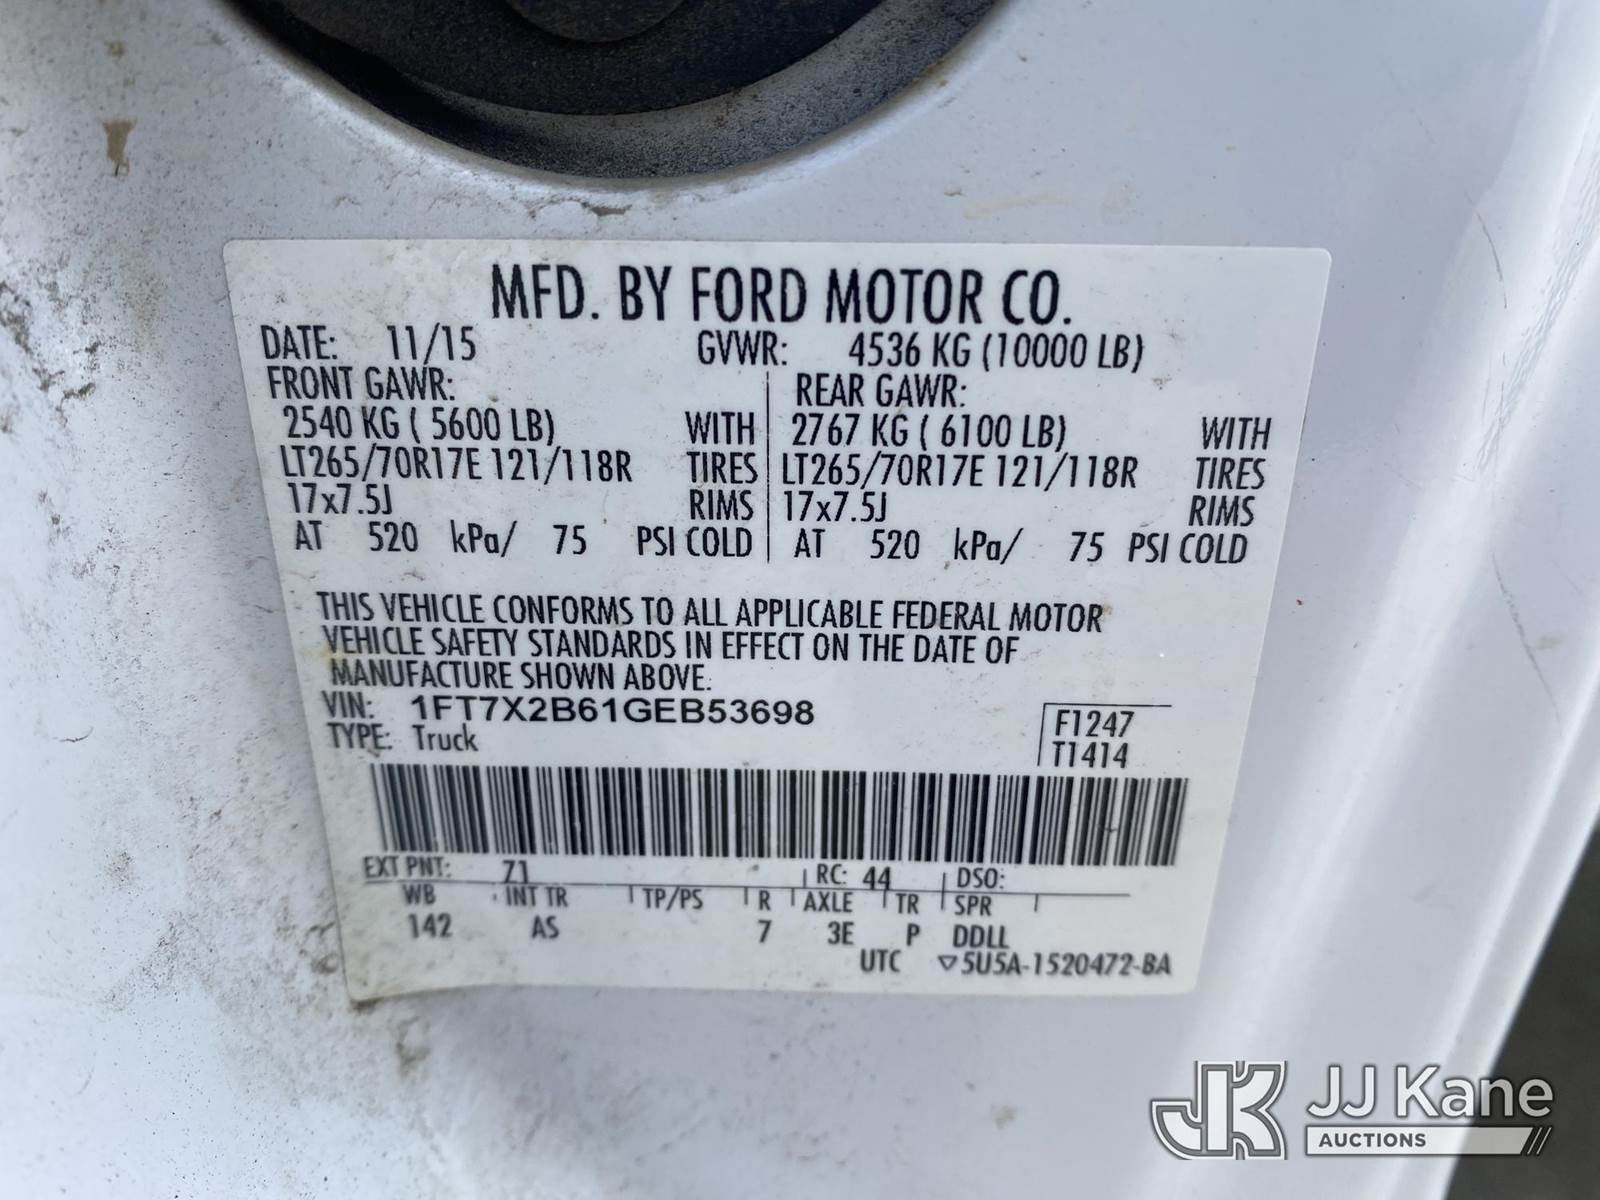 MFD. BY FORD MOTOR CO.
DATE: 11/15 GVWR: 4536 KG (10000 LB)
FRONT GAWR: REAR GAWR:
2540 KG ( 5600 LB) WITH 2767 KG ( 6100 LB) WITH
LT265/70R17E 121/118R TIRES LT265/70R17E 121/118R TIRES
17x7.5J RIMS 17x7.5J RIMS
AT 520 kPa/ 75 PSI COLD AT 520 kPa/ 75 PSI COLD
THIS VEHICLE CONFORMS TO ALL APPLICABLE FEDERAL MOTOR
VEHICLE SAFETY STANDARDS IN EFFECT ON THE DATE OF
MANUFACTURE SHOWN ABOVE.
VIN: 1FT7X2B61GEB53698 F1247
TYPE: Truck T1414
EXT PNT: 71 RC: 44 DSO:
WB INT TR TP/PS R AXLE TR SPR
142 AS 7 3E P DDLL
UTC ▽5U5A-1520472-BA
JK JJ Kane
AUCTIONS